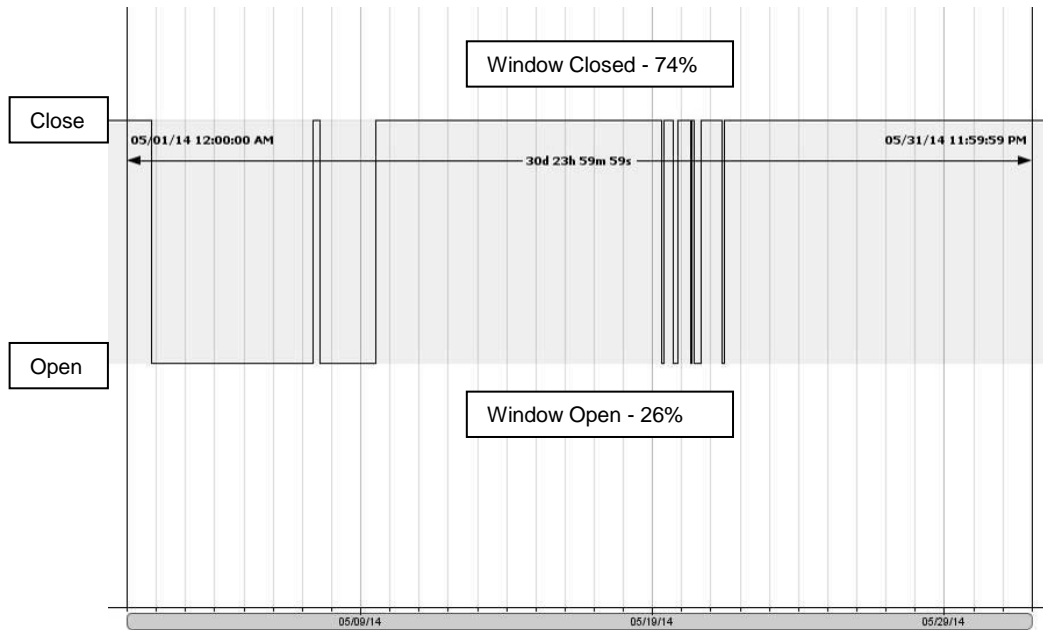 Window Closed - 74%
Close
05/01/14 12:00:00 AM
05/31/14 11:59:59 PM
30d 23h 59m 59s
Open
Window Open - 26%
05/09/14
05/19/14
05/29/14